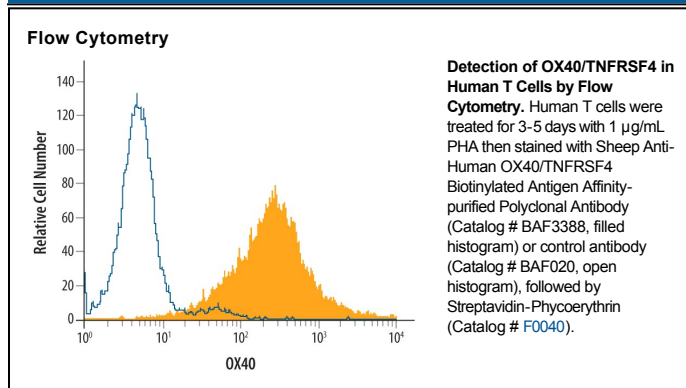 Flow Cytometry
140
120
100
80
60
40
20
0
Relative Cell Number
10⁰
10¹
10²
10³
10⁴
OX40
Detection of OX40/TNFRSF4 in
Human T Cells by Flow
Cytometry. Human T cells were
treated for 3-5 days with 1 µg/mL
PHA then stained with Sheep Anti-
Human OX40/TNFRSF4
Biotinylated Antigen Affinity-
purified Polyclonal Antibody
(Catalog # BAF3388, filled
histogram) or control antibody
(Catalog # BAF020, open
histogram), followed by
Streptavidin-Phycoerythrin
(Catalog # F0040).